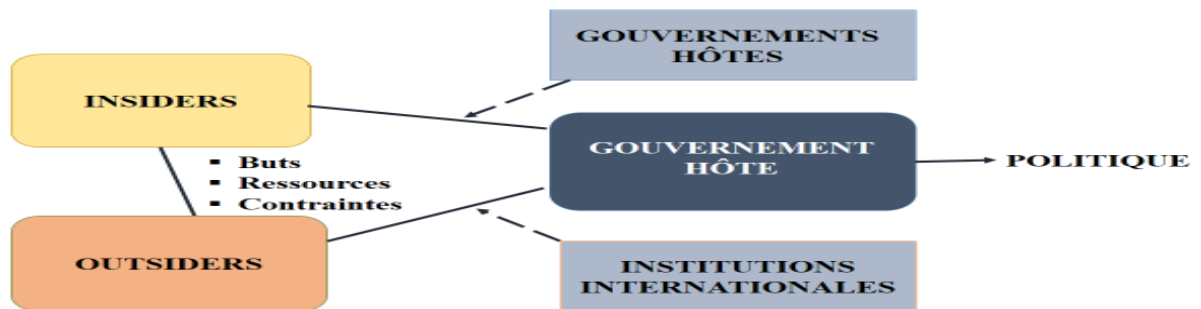 GOUVERNEMENTS
HÔTES
INSIDERS
GOUVERNEMENT
HÔTE
POLITIQUE
▪ Buts
▪ Ressources
▪ Contraintes
OUTSIDERS
INSTITUTIONS
INTERNATIONALES